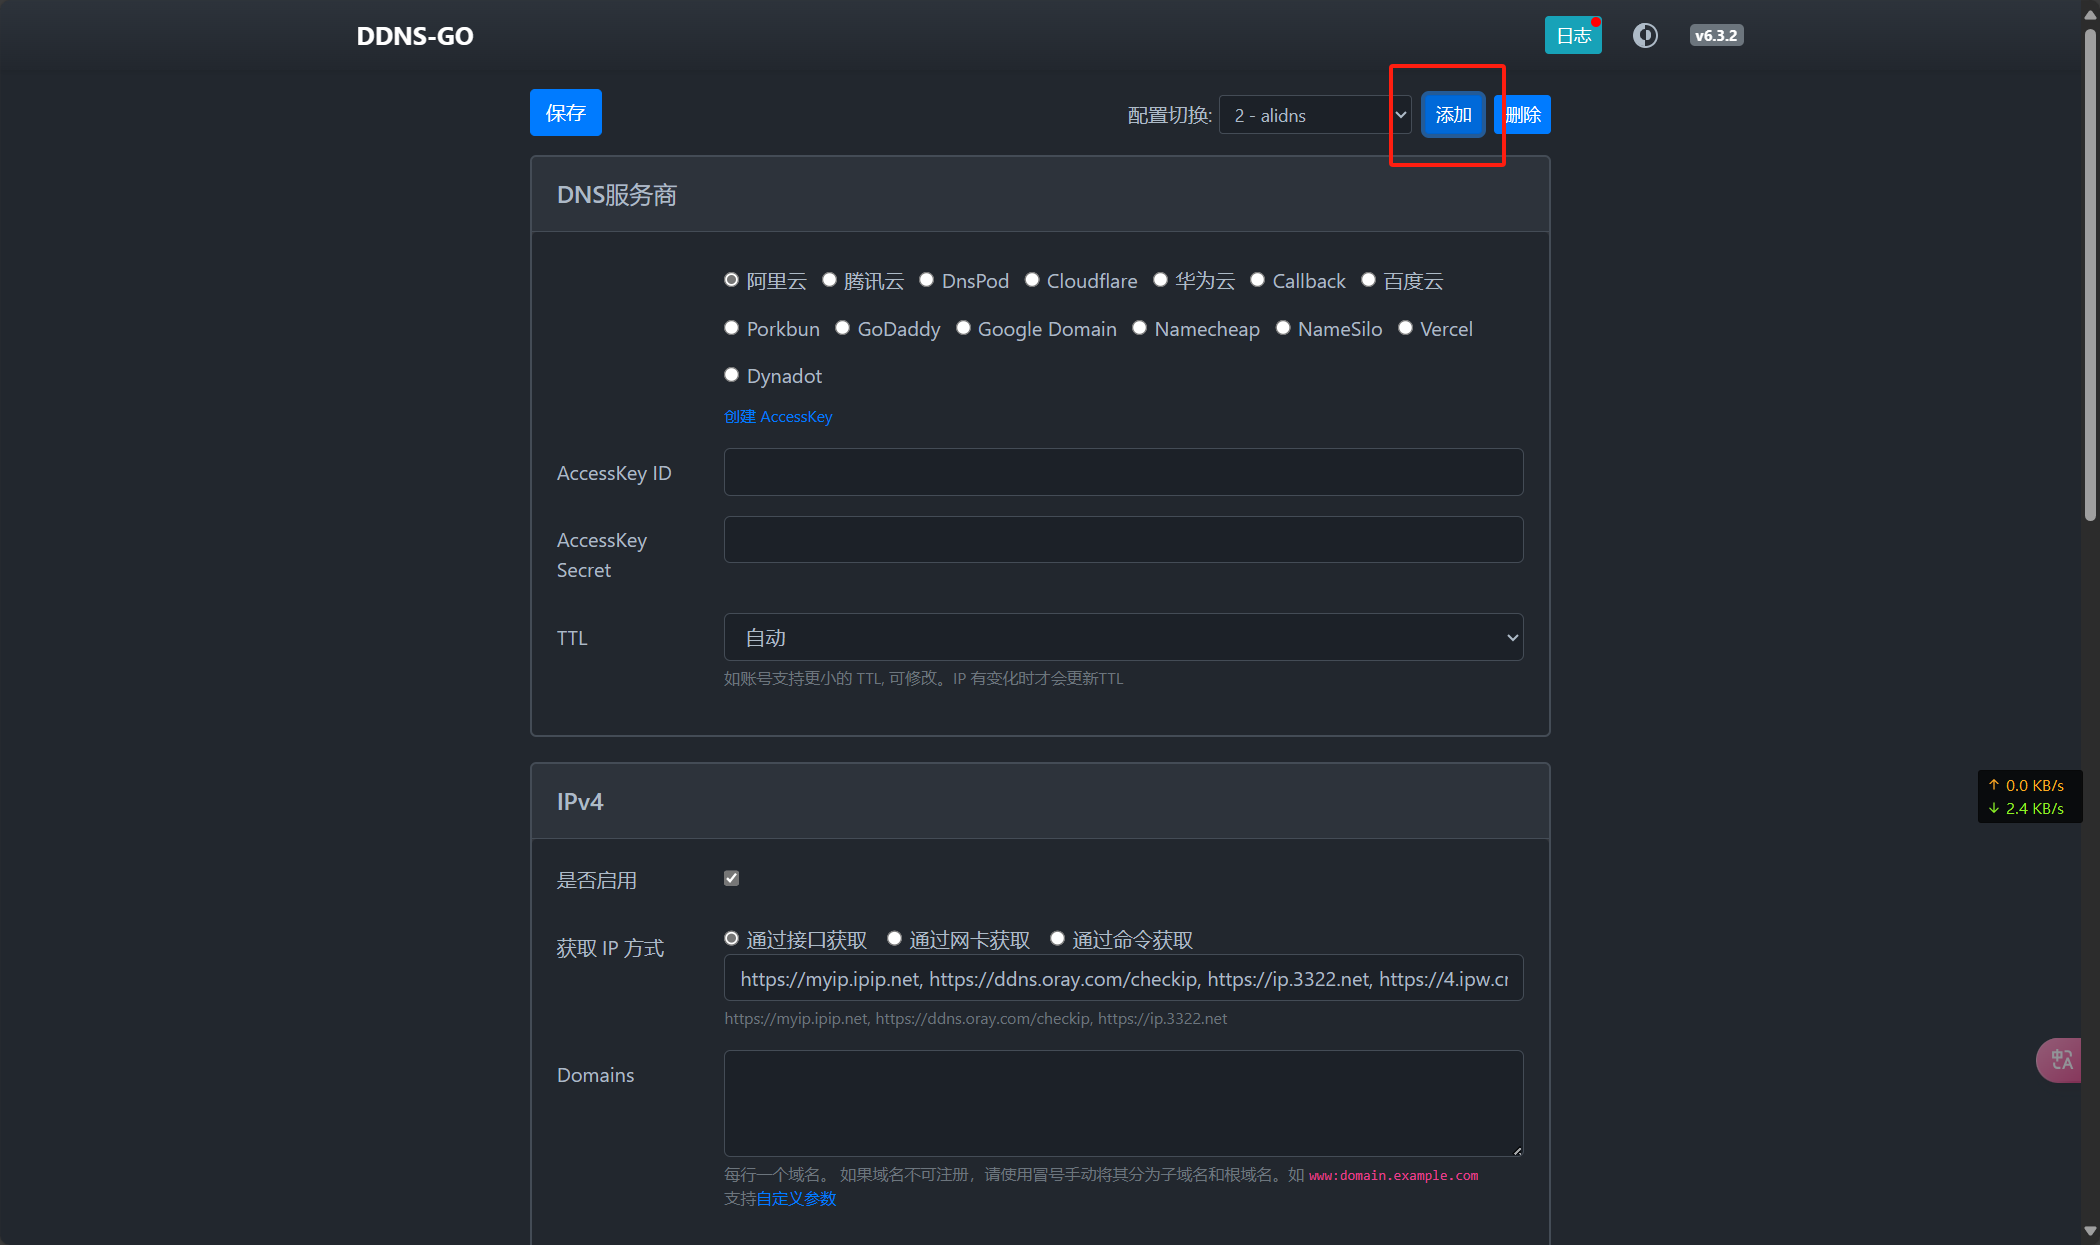 DDNS-GO
日志
v6.3.2
保存
配置切换: 2 - alidns 添加 删除
DNS服务商
阿里云 腾讯云 DnsPod Cloudflare 华为云 Callback 百度云
Porkbun GoDaddy Google Domain Namecheap NameSilo Vercel
Dynadot
创建 AccessKey
AccessKey ID
AccessKey
Secret
TTL
自动
如账号支持更小的 TTL, 可修改。IP 有变化时才会更新TTL
IPv4
↑ 0.0 KB/s
↓ 2.4 KB/s
是否启用
获取 IP 方式
通过接口获取 通过网卡获取 通过命令获取
https://myip.ipip.net, https://ddns.oray.com/checkip, https://ip.3322.net, https://4.ipw.cr
https://myip.ipip.net, https://ddns.oray.com/checkip, https://ip.3322.net
Domains
每行一个域名。 如果域名不可注册，请使用冒号手动将其分为子域名和根域名。如 www:domain.example.com
支持自定义参数